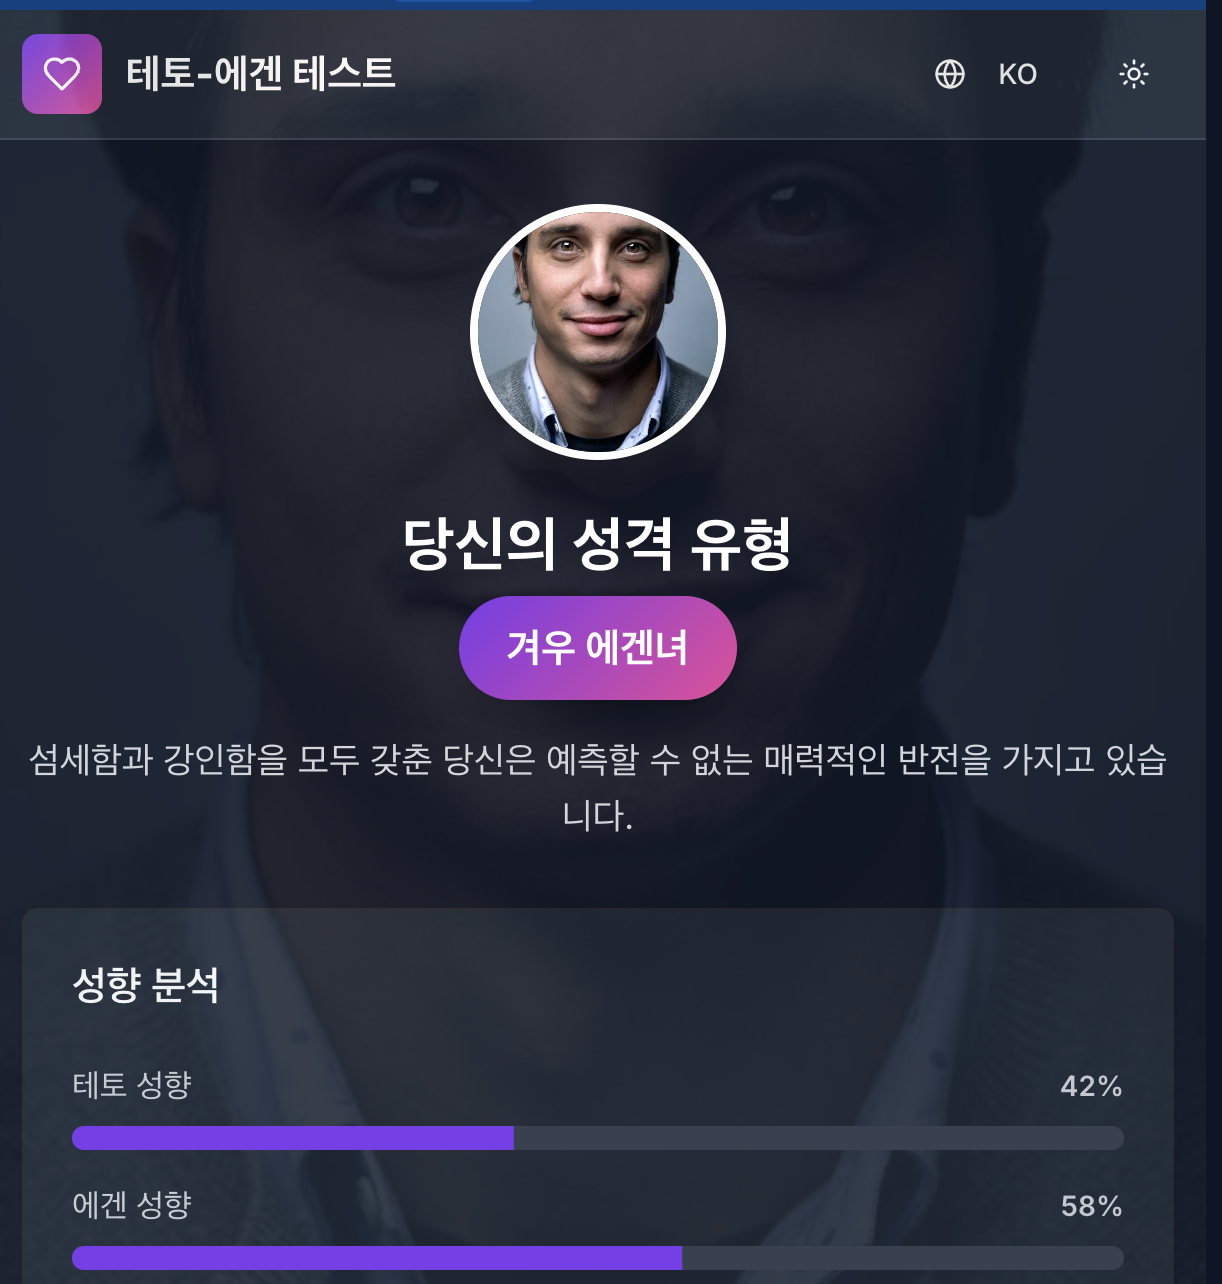 테토-에겐 테스트
KO
당신의 성격 유형
겨우 에겐녀
섬세함과 강인함을 모두 갖춘 당신은 예측할 수 없는 매력적인 반전을 가지고 있습
니다.
성향 분석
테토 성향 42%
에겐 성향 58%